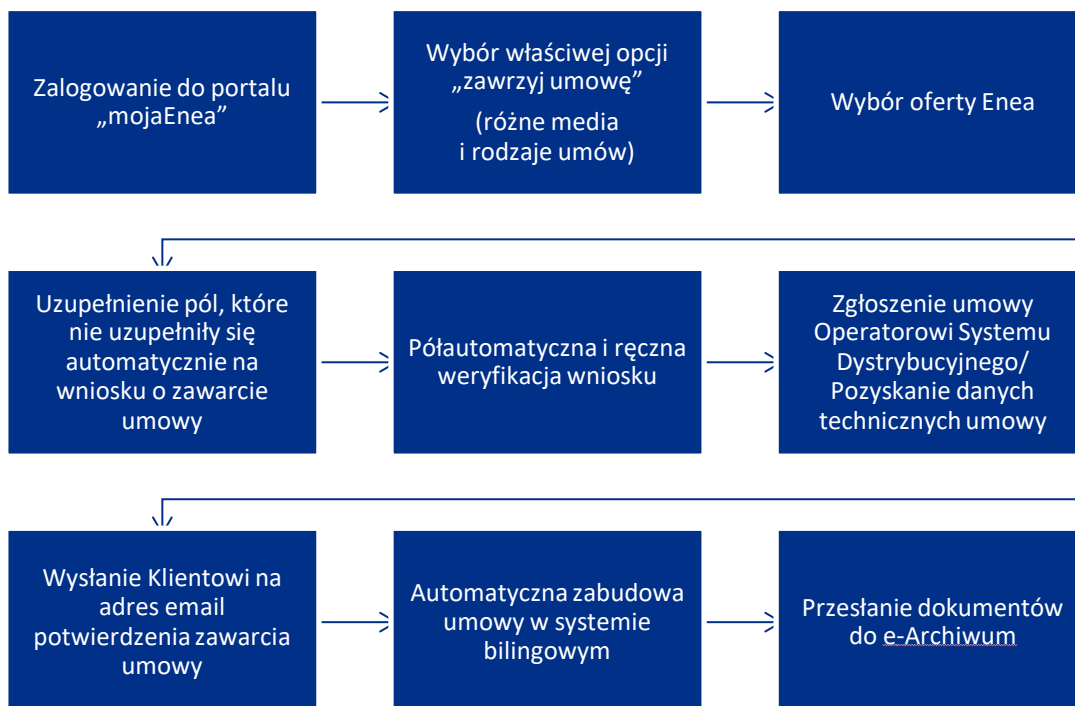 Zalogowanie do portalu
„mojaEnea”
Wybór właściwej opcji
„zawrzyj umowę”
(różne media
i rodzaje umów)
Wybór oferty Enea
Uzupełnienie pól, które
nie uzupełniły się
automatycznie na
wniosku o zawarcie
umowy
Półautomatyczna i ręczna
weryfikacja wniosku
Zgłoszenie umowy
Operatorowi Systemu
Dystrybucyjnego/
Pozyskanie danych
technicznych umowy
Wysłanie Klientowi na
adres email
potwierdzenia zawarcia
umowy
Automatyczna zabudowa
umowy w systemie
bilingowym
Przesłanie dokumentów
do e-Archiwum